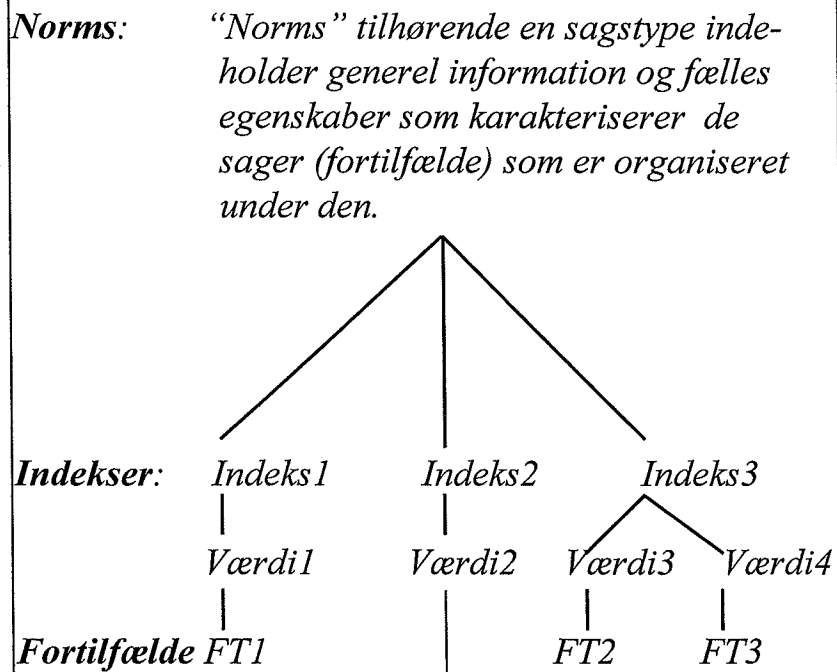 Norms: “Norms” tilhørende en sagstype inde-
holder generel information og fælles
egenskaber som karakteriserer de
sager (fortilfælde) som er organiseret
under den.
Indekser: Indeks1 Indeks2 Indeks3
Værdi1 Værdi2 Værdi3 Værdi4
Fortilfælde FT1 FT2 FT3